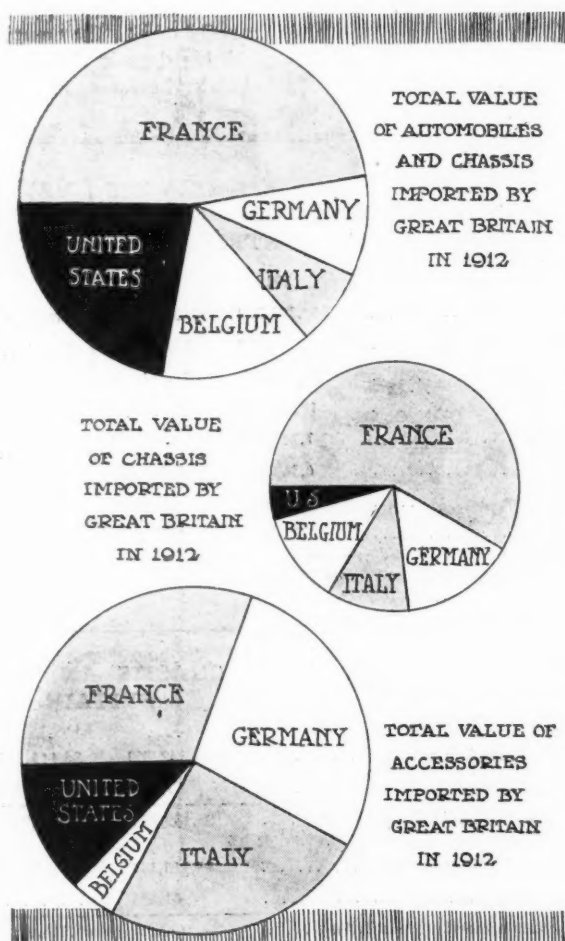 FRANCE
GERMANY
ITALY
BELGIUM
UNITED
STATES
TOTAL VALUE
OF AUTOMOBILES
AND CHASSIS
IMPORTED BY
GREAT BRITAIN
IN 1912
TOTAL VALUE
OF CHASSIS
IMPORTED BY
GREAT BRITAIN
IN 1912
FRANCE
U S
BELGIUM
ITALY
GERMANY
FRANCE
GERMANY
UNITED
STATES
BELGIUM
ITALY
TOTAL VALUE OF
ACCESSORIES
IMPORTED BY
GREAT BRITAIN
IN 1912